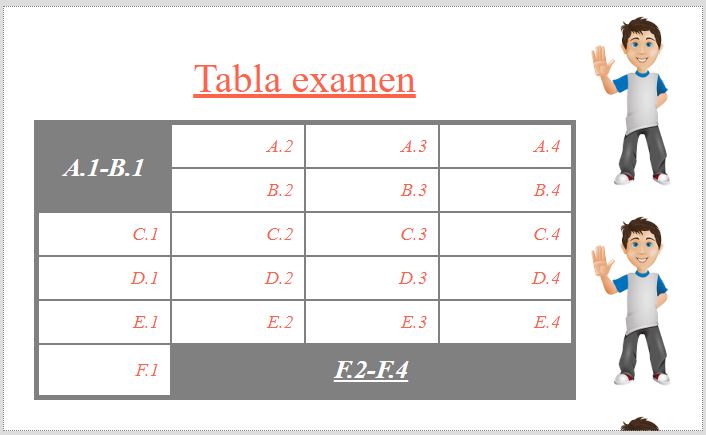 Tabla examen
A.1-B.1 A.2 A.3 A.4
B.2 B.3 B.4
C.1 C.2 C.3 C.4
D.1 D.2 D.3 D.4
E.1 E.2 E.3 E.4
F.1 F.2-F.4